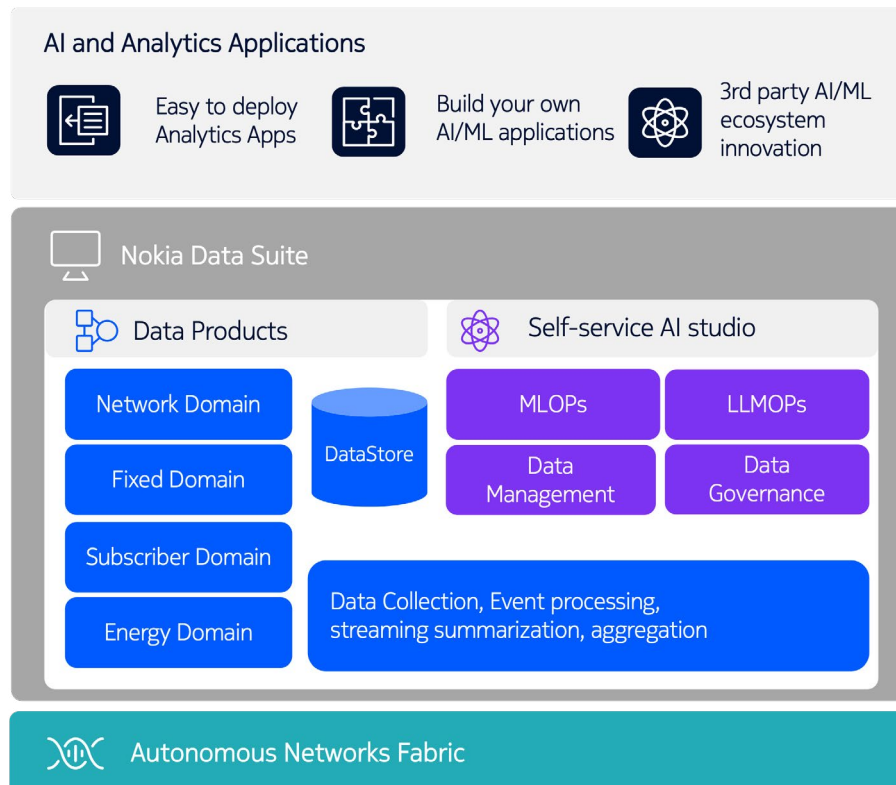 AI and Analytics Applications
Easy to deploy
Analytics Apps
Build your own
AI/ML applications
3rd party AI/ML
ecosystem
innovation
Nokia Data Suite
Data Products
Self-service AI studio
Network Domain
Fixed Domain
Subscriber Domain
Energy Domain
DataStore
MLOPs
LLMOPs
Data
Management
Data
Governance
Data Collection, Event processing,
streaming summarization, aggregation
Autonomous Networks Fabric